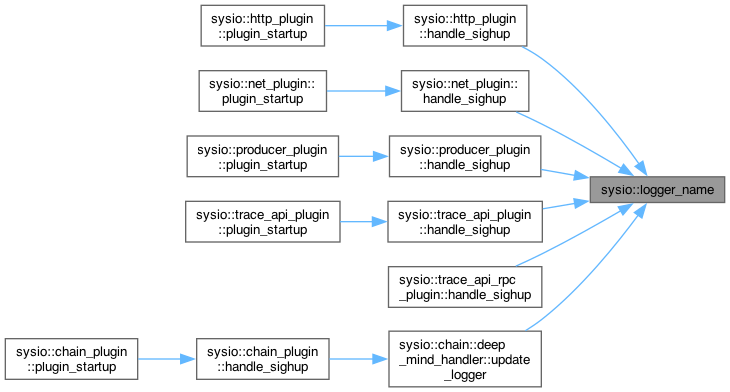 sysio::http_plugin
::plugin_startup
sysio::http_plugin
::handle_sighup
sysio::net_plugin::
plugin_startup
sysio::net_plugin::
handle_sighup
sysio::producer_plugin
::plugin_startup
sysio::producer_plugin
::handle_sighup
sysio::logger_name
sysio::trace_api_plugin
::plugin_startup
sysio::trace_api_plugin
::handle_sighup
sysio::trace_api_rpc
_plugin::handle_sighup
sysio::chain_plugin
::plugin_startup
sysio::chain_plugin
::handle_sighup
sysio::chain::deep
_mind_handler::update
_logger